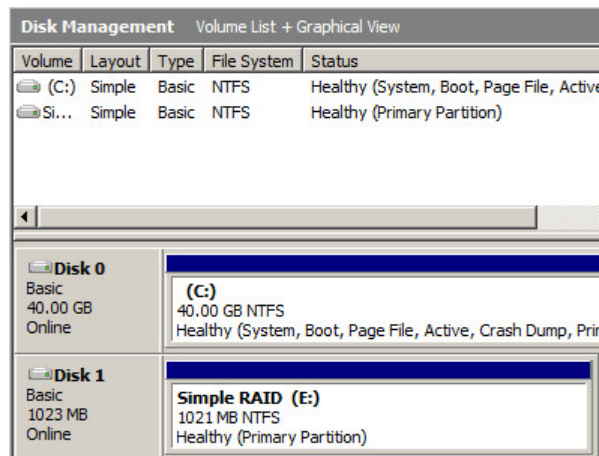 Disk Management Volume List + Graphical View
Volume Layout Type File System Status
(C:) Simple Basic NTFS Healthy (System, Boot, Page File, Active
Si... Simple Basic NTFS Healthy (Primary Partition)
Disk 0
Basic
40.00 GB
Online
(C:)
40.00 GB NTFS
Healthy (System, Boot, Page File, Active, Crash Dump, Pri
Disk 1
Basic
1023 MB
Online
Simple RAID (E:)
1021 MB NTFS
Healthy (Primary Partition)